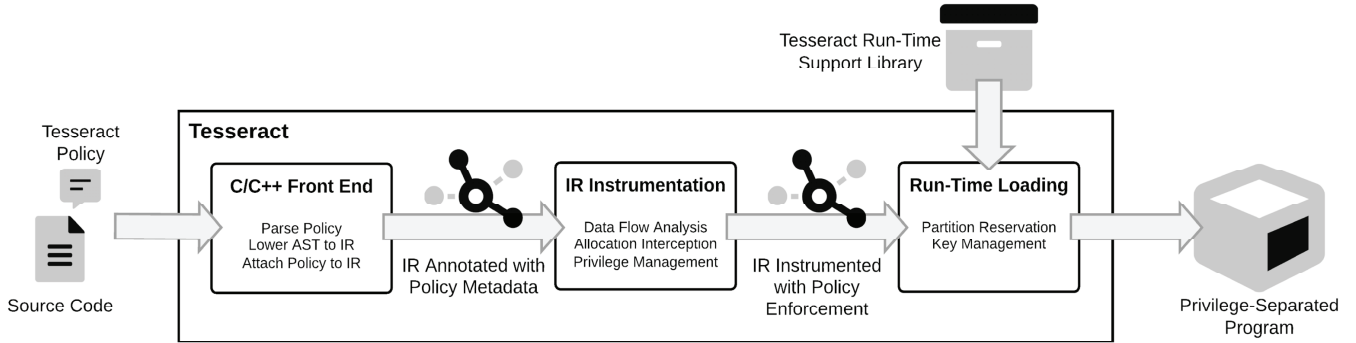 Tesseract Run-Time
Support Library
Tesseract
Policy
Source Code
Tesseract
C/C++ Front End
Parse Policy
Lower AST to IR
Attach Policy to IR
IR Annotated with
Policy Metadata
IR Instrumentation
Data Flow Analysis
Allocation Interception
Privilege Management
IR Instrumented
with Policy
Enforcement
Run-Time Loading
Partition Reservation
Key Management
Privilege-Separated
Program